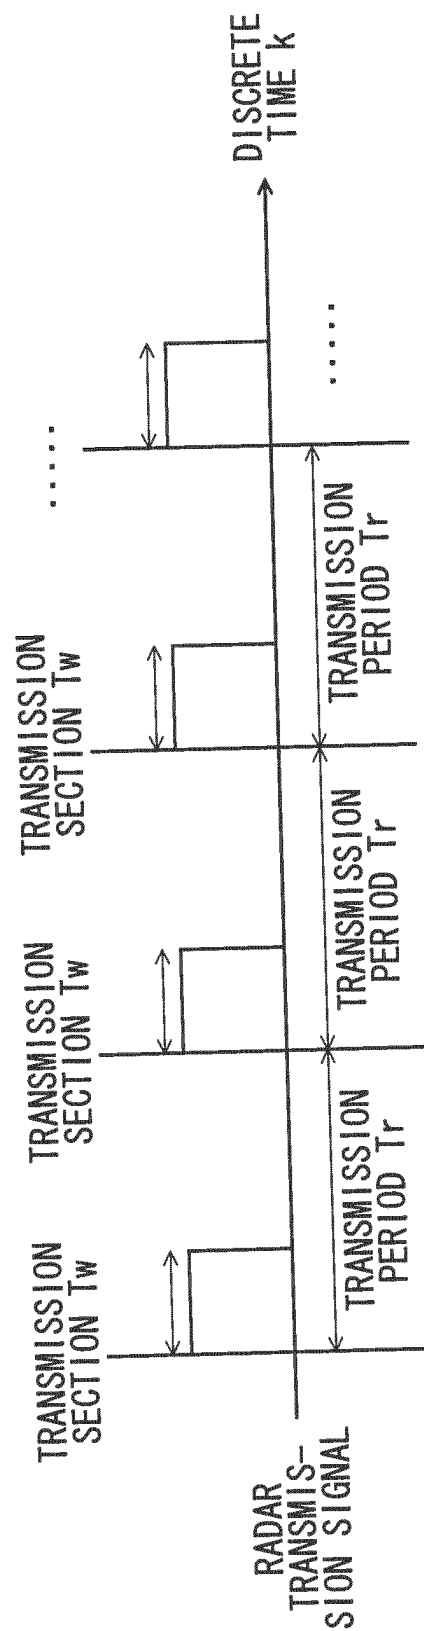 TRANSMISSION
SECTION Tw
TRANSMISSION
SECTION Tw
TRANSMISSION
SECTION Tw
.....
RADAR
TRANSMIS-
SION SIGNAL
DISCRETE
TIME k
TRANSMISSION
PERIOD Tr
TRANSMISSION
PERIOD Tr
TRANSMISSION
PERIOD Tr
.....